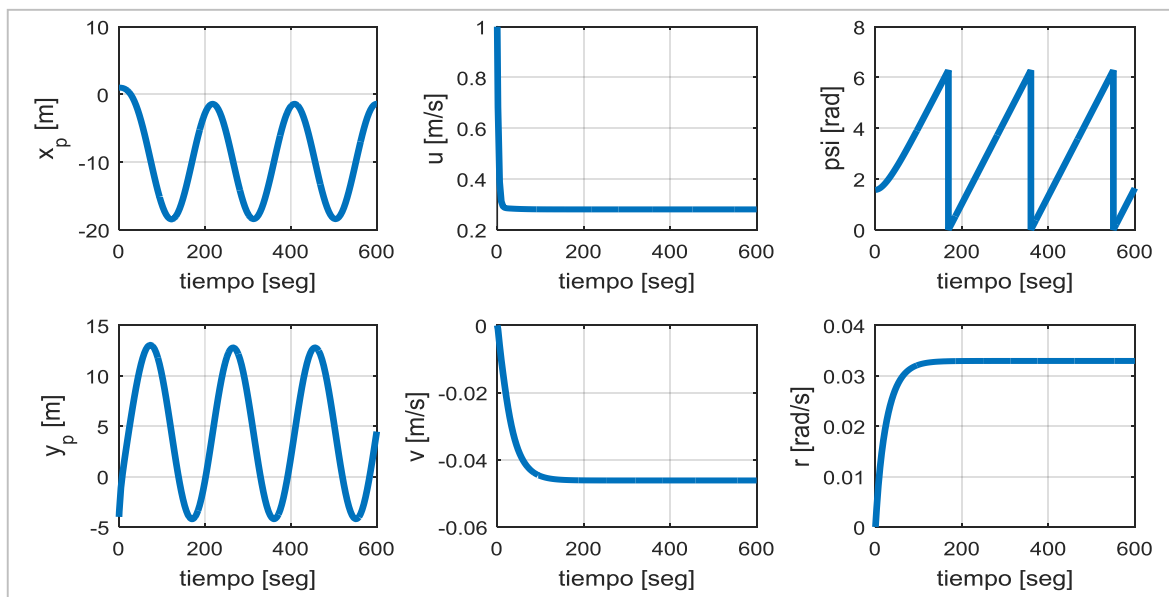 10
0
-10
-20
x_p [m]
0 200 400 600
tiempo [seg]
1
0.8
0.6
0.4
0.2
u [m/s]
0 200 400 600
tiempo [seg]
8
6
4
2
0
psi [rad]
0 200 400 600
tiempo [seg]
15
10
5
0
-5
y_p [m]
0 200 400 600
tiempo [seg]
0
-0.02
-0.04
-0.06
v [m/s]
0 200 400 600
tiempo [seg]
0.04
0.03
0.02
0.01
0
r [rad/s]
0 200 400 600
tiempo [seg]